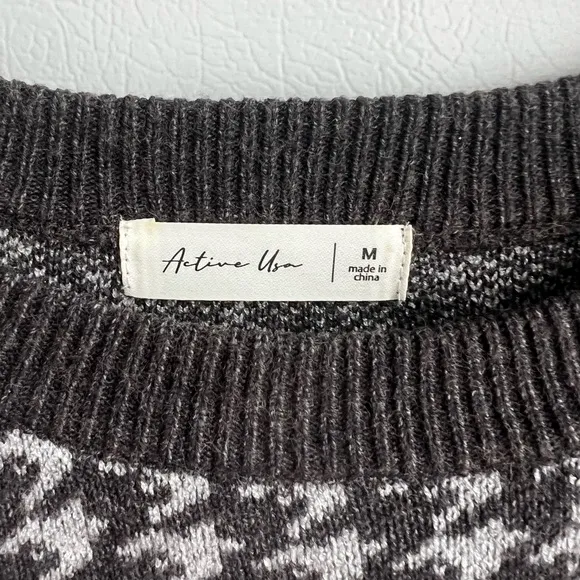 Active Usa
M
made in
china